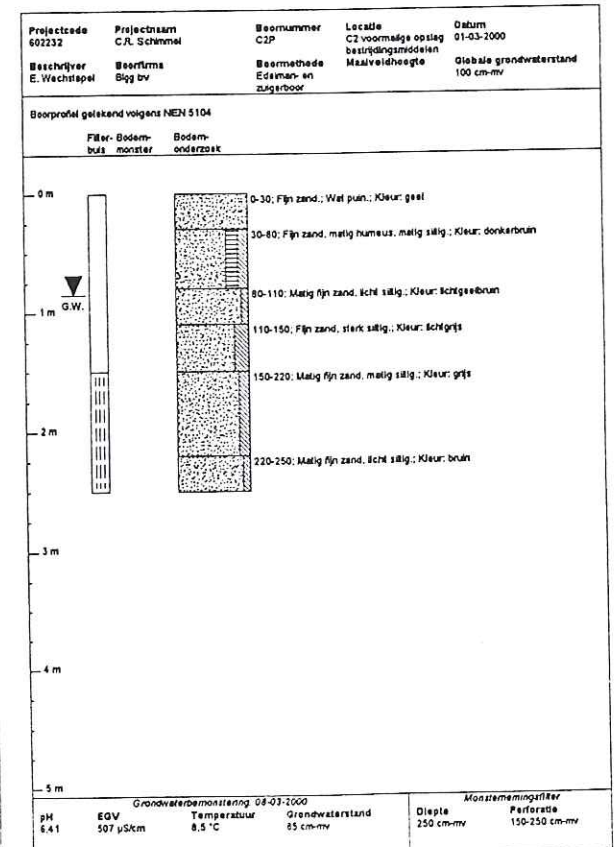 Projectcode Projectnaam Boornummer Locatie Datum
602232 C.R. Schimmel C2P C2 voormalige opslag 01-03-2000
bestrijdingsmiddelen
Beschrijver Boorfirma Boormethode Maaiveldhoogte Globale grondwaterstand
E. Wechstapel Bigg bv Edelman- en 100 cm-mv
zuigerboor
Boorprofiel getekend volgens NEN 5104
Filter- Bodem- Bodem-
buis monster onderzoek
0 m
0-30; Fijn zand.; Wat puin.; Kleur: geel
30-80; Fijn zand, matig humeus, matig siltig.; Kleur: donkerbruin
80-110; Matig fijn zand, licht siltig.; Kleur: lichtgeelbruin
G.W.
1 m
110-150; Fijn zand, sterk siltig.; Kleur: lichtgrijs
150-220; Matig fijn zand, matig siltig.; Kleur: grijs
2 m
220-250; Matig fijn zand, licht siltig.; Kleur: bruin
3 m
4 m
5 m
Grondwaterbemonstering 08-03-2000 Monsternemingsfilter
pH EGV Temperatuur Grondwaterstand Diepte Perforatie
6.41 507 µS/cm 8,5 °C 85 cm-mv 250 cm-mv 150-250 cm-mv